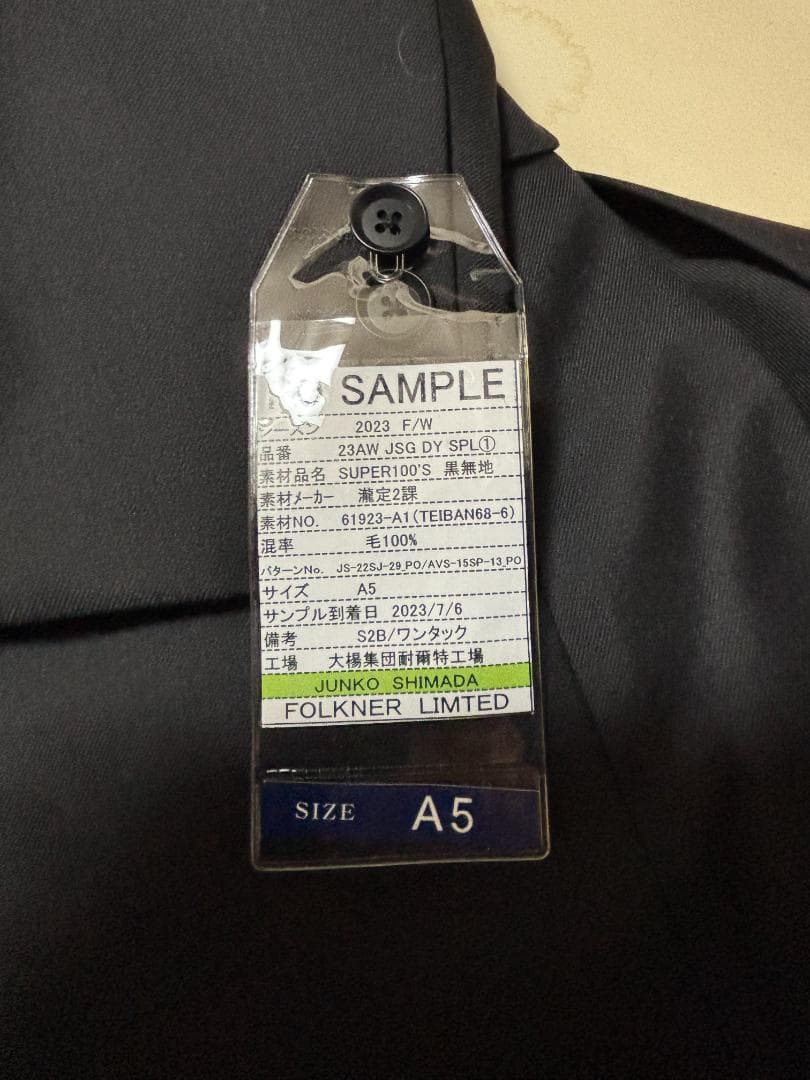 SAMPLE
シーズン 2023 F/W
品番 23AW JSG DY SPL①
素材品名 SUPER100'S 黒無地
素材メーカー 瀧定2課
素材NO. 61923-A1(TEIBAN68-6)
混率 毛100%
パターンNo. JS-22SJ-29_PO/AVS-15SP-13_PO
サイズ A5
サンプル到着日 2023/7/6
備考 S2B/ワンタック
工場 大楊集団耐爾特工場
JUNKO SHIMADA
FOLKNER LIMTED
SIZE A5